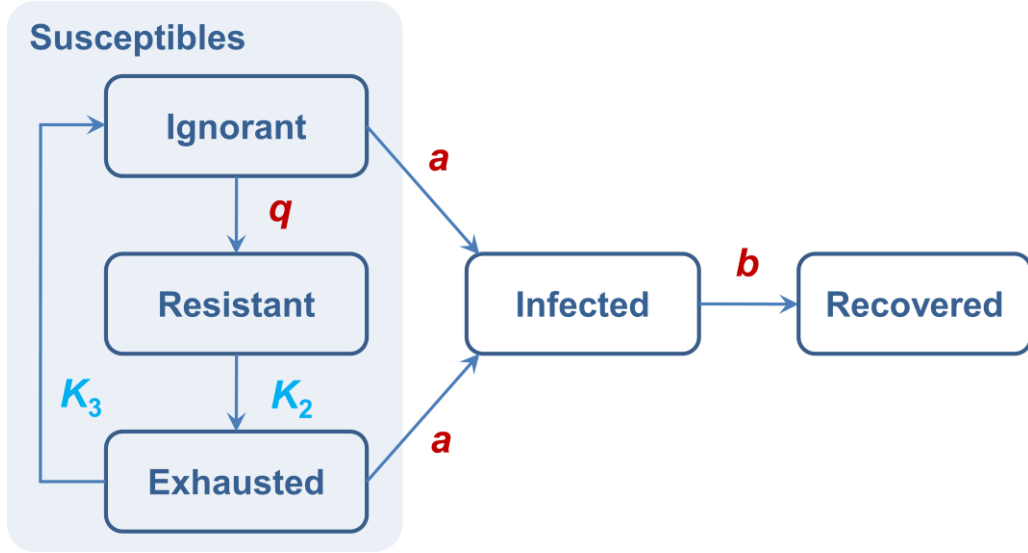 Susceptibles
Ignorant
a
q
Resistant
Infected
b
Recovered
K3
K2
a
Exhausted